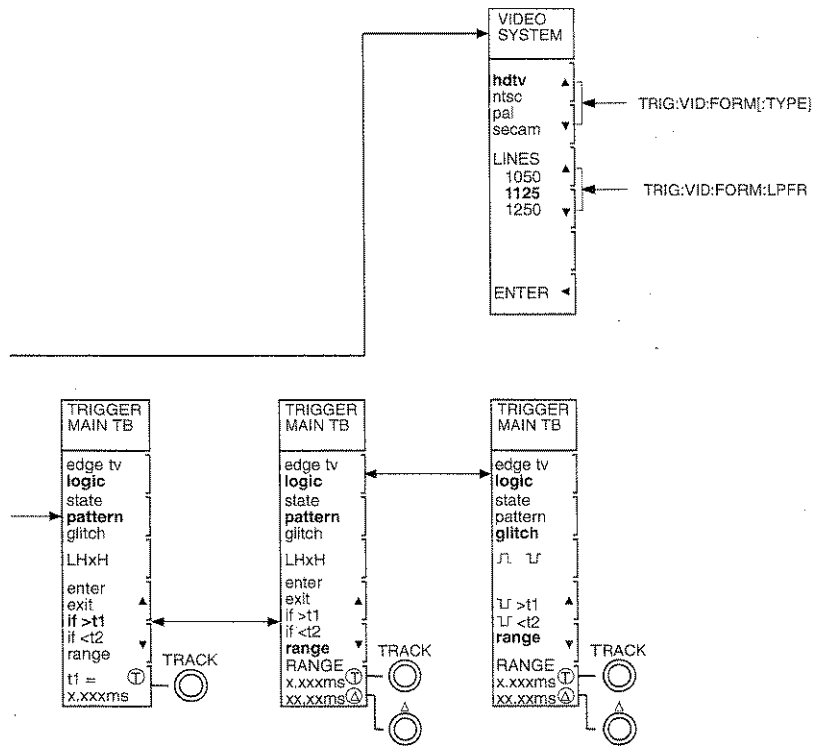 VIDEO
SYSTEM
hdtv
ntsc
pal
secam
TRIG:VID:FORM[:TYPE]
LINES
1050
1125
1250
TRIG:VID:FORM:LPFR
ENTER
TRIGGER
MAIN TB
edge tv
logic
state
pattern
glitch
LHxH
enter
exit
if >t1
if <t2
range
t1 =
x.xxxms
T
TRACK
TRIGGER
MAIN TB
edge tv
logic
state
pattern
glitch
LHxH
enter
exit
if >t1
if <t2
range
RANGE
x.xxxms T
xx.xxms Δ
TRACK
Δ
TRIGGER
MAIN TB
edge tv
logic
state
pattern
glitch
>t1
<t2
range
RANGE
x.xxxms T
xx.xxms Δ
TRACK
Δ